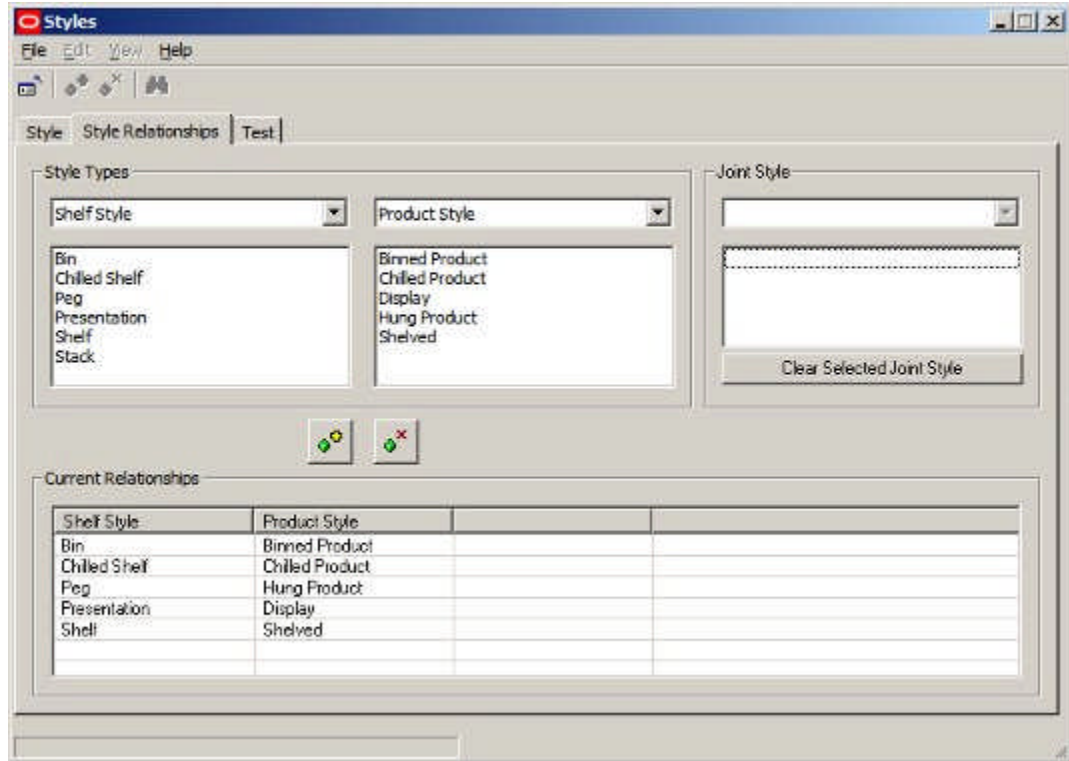 Styles
File Edit View Help
Style Style Relationships Test
Style Types Joint Style
Shelf Style Product Style
Bin Binned Product
Chilled Shelf Chilled Product
Peg Display
Presentation Hung Product
Shelf Shelved
Stack
Clear Selected Joint Style
Current Relationships
Shelf Style Product Style
Bin Binned Product
Chilled Shelf Chilled Product
Peg Hung Product
Presentation Display
Shelf Shelved